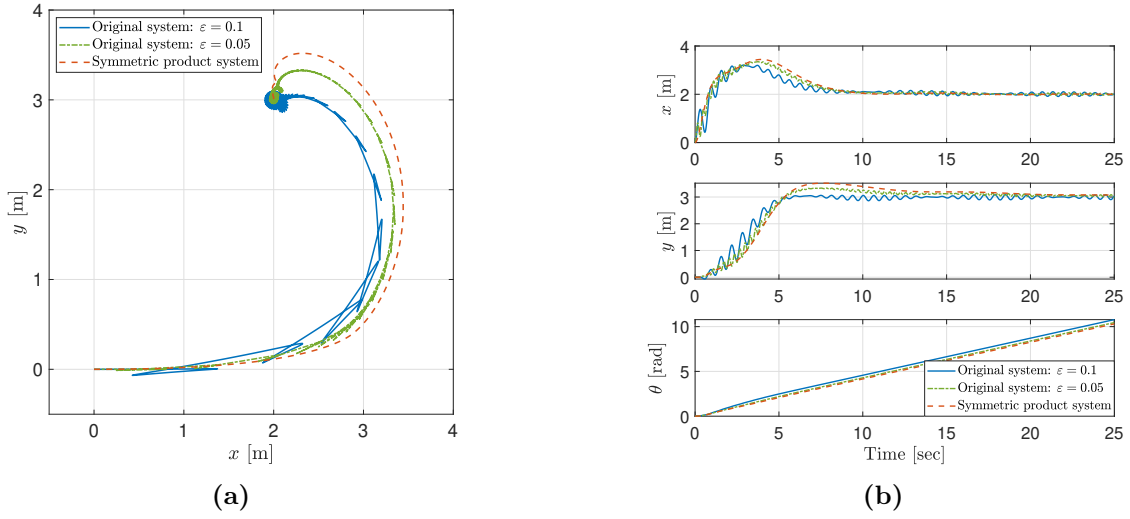 Original system: ε = 0.1
Original system: ε = 0.05
Symmetric product system
4
3
2
1
0
y [m]
0 1 2 3 4
x [m]
(a)
4
2
0
x [m]
0 5 10 15 20 25
3
2
1
0
y [m]
0 5 10 15 20 25
10
5
0
θ [rad]
Original system: ε = 0.1
Original system: ε = 0.05
Symmetric product system
0 5 10 15 20 25
Time [sec]
(b)